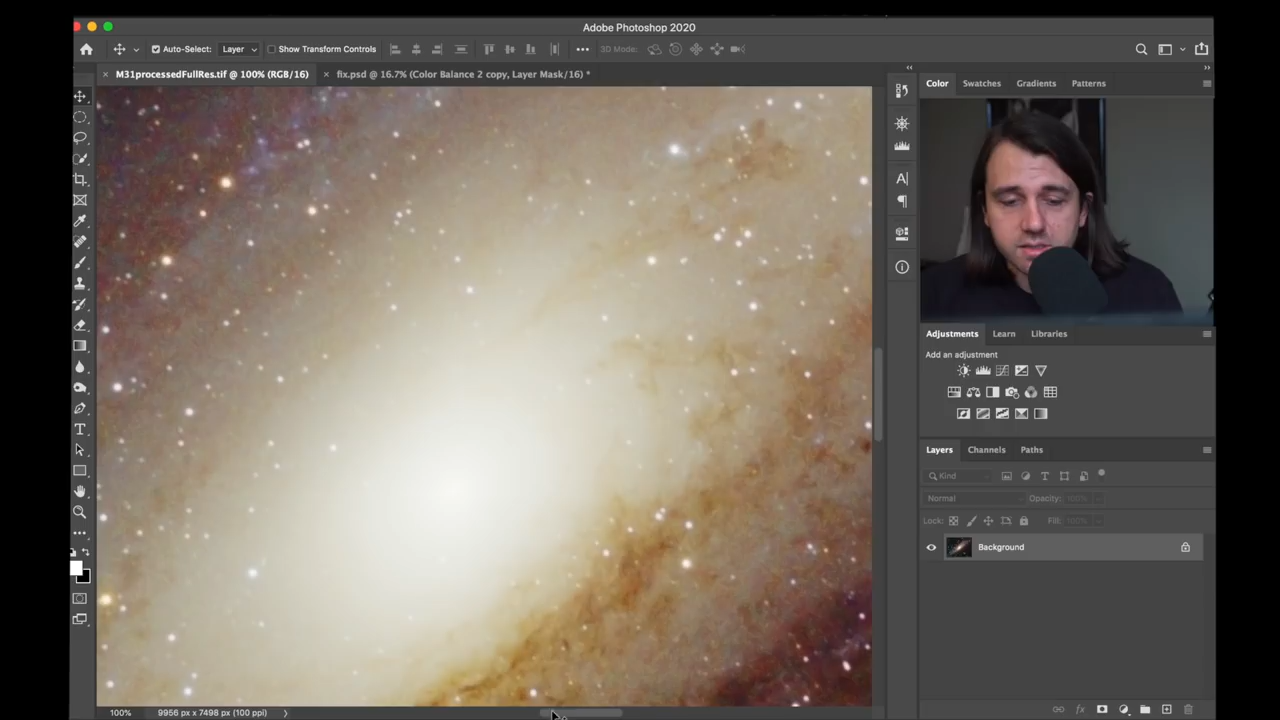 Adobe Photoshop 2020
Auto-Select: Layer Show Transform Controls 3D Mode:
M31processedFullRes.tif @ 100% (RGB/16) fix.psd @ 16.7% (Color Balance 2 copy, Layer Mask/16) *
Color Swatches Gradients Patterns
Adjustments Learn Libraries
Add an adjustment
Layers Channels Paths
Kind
Normal Opacity: 100%
Lock: Fill: 100%
Background
100% 9956 px x 7498 px (100 ppi)